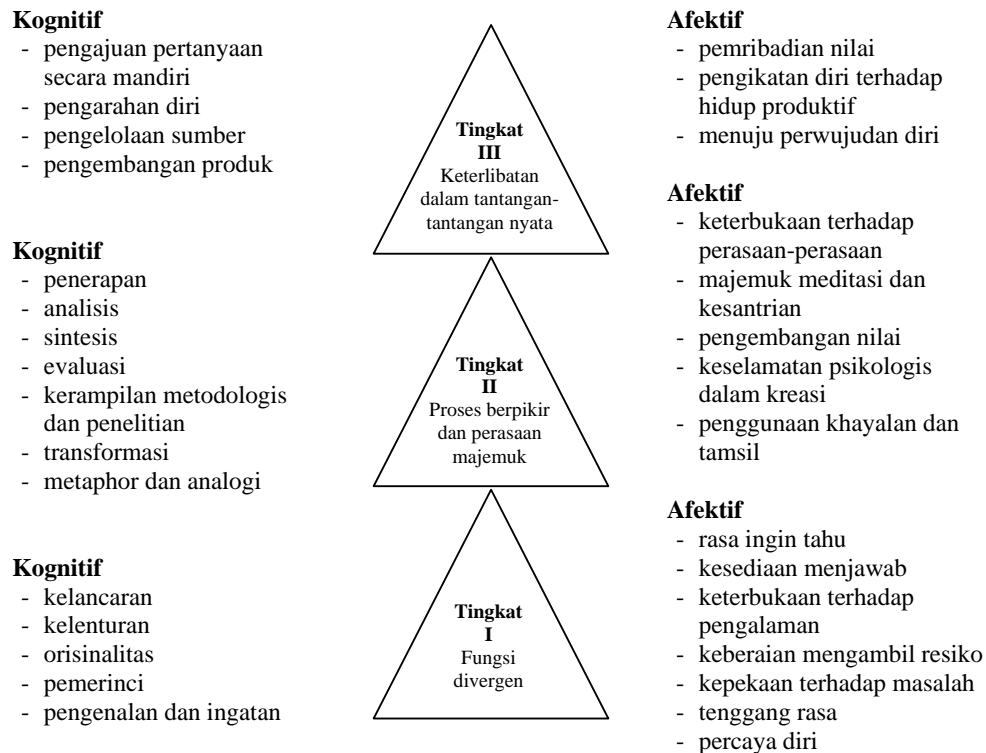 Kognitif
- pengajuan pertanyaan
secara mandiri
- pengarahan diri
- pengelolaan sumber
- pengembangan produk
Tingkat
III
Keterlibatan
dalam tantangan-
tantangan nyata
Afektif
- pemribadian nilai
- pengikatan diri terhadap
hidup produktif
- menuju perwujudan diri
Kognitif
- penerapan
- analisis
- sintesis
- evaluasi
- kerampilan metodologis
dan penelitian
- transformasi
- metaphor dan analogi
Tingkat
II
Proses berpikir
dan perasaan
majemuk
Afektif
- keterbukaan terhadap
perasaan-perasaan
- majemuk meditasi dan
kesantrian
- pengembangan nilai
- keselamatan psikologis
dalam kreasi
- penggunaan khayalan dan
tamsil
Kognitif
- kelancaran
- kelenturan
- orisinalitas
- pemerinci
- pengenalan dan ingatan
Tingkat
I
Fungsi
divergen
Afektif
- rasa ingin tahu
- kesediaan menjawab
- keterbukaan terhadap
pengalaman
- keberaian mengambil resiko
- kepekaan terhadap masalah
- tenggang rasa
- percaya diri